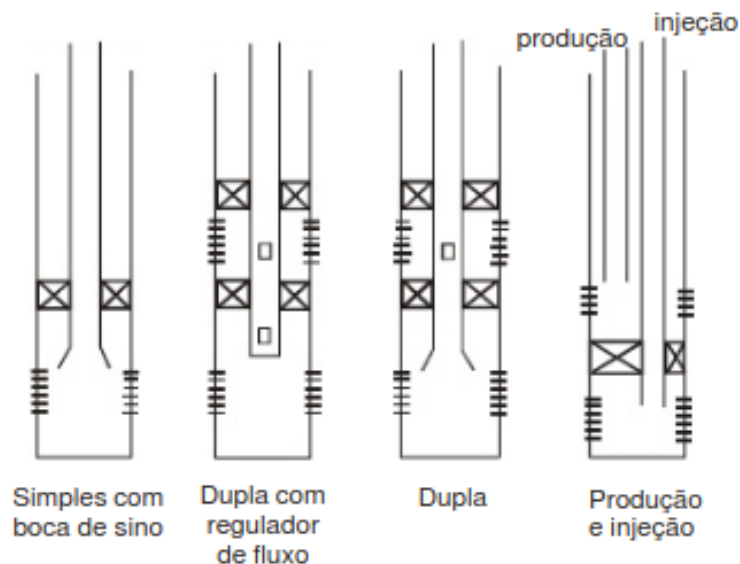 produção
injeção
Simples com
boca de sino
Dupla com
regulador
de fluxo
Dupla
Produção
e injeção